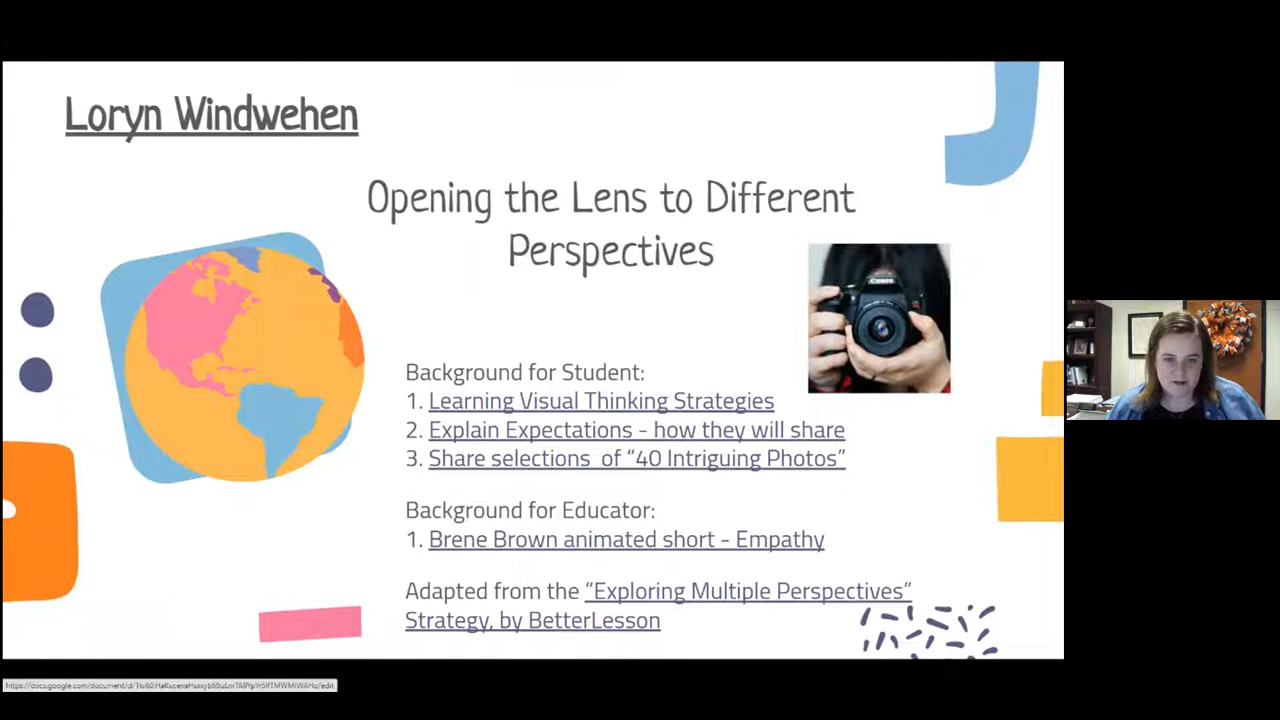 Loryn Windwehen
Opening the Lens to Different
Perspectives
Canon
Background for Student:
1. Learning Visual Thinking Strategies
2. Explain Expectations - how they will share
3. Share selections of “40 Intriguing Photos”
Background for Educator:
1. Brene Brown animated short - Empathy
Adapted from the “Exploring Multiple Perspectives”
Strategy, by BetterLesson